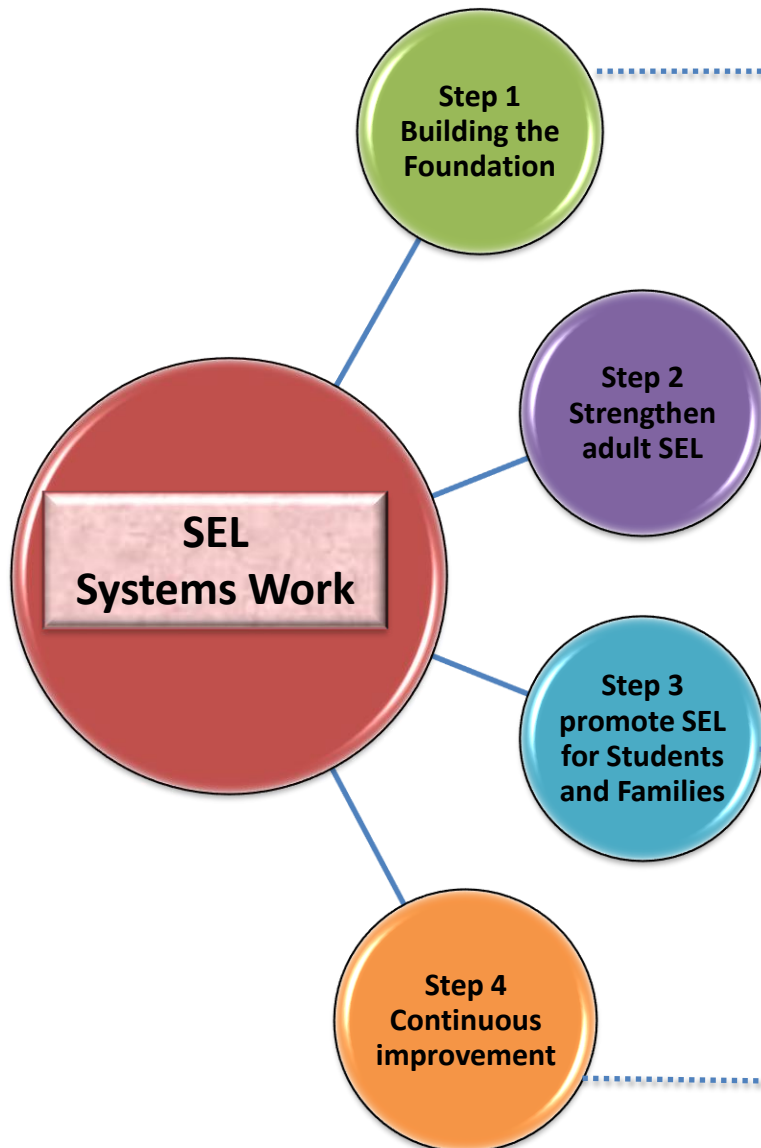 Step 1
Building the
Foundation
Step 2
Strengthen
adult SEL
SEL
Systems Work
Step 3
promote SEL
for Students
and Families
Step 4
Continuous
improvement